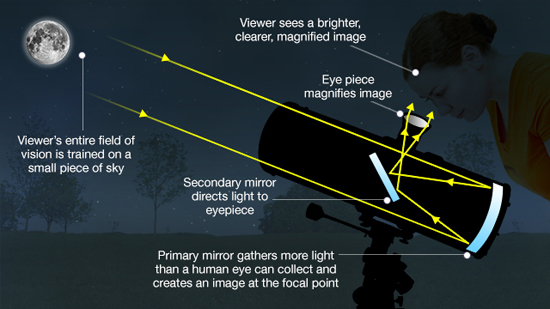 Viewer sees a brighter,
clearer, magnified image
Eye piece
magnifies image
Viewer's entire field of
vision is trained on a
small piece of sky
Secondary mirror
directs light to
eyepiece
Primary mirror gathers more light
than a human eye can collect and
creates an image at the focal point